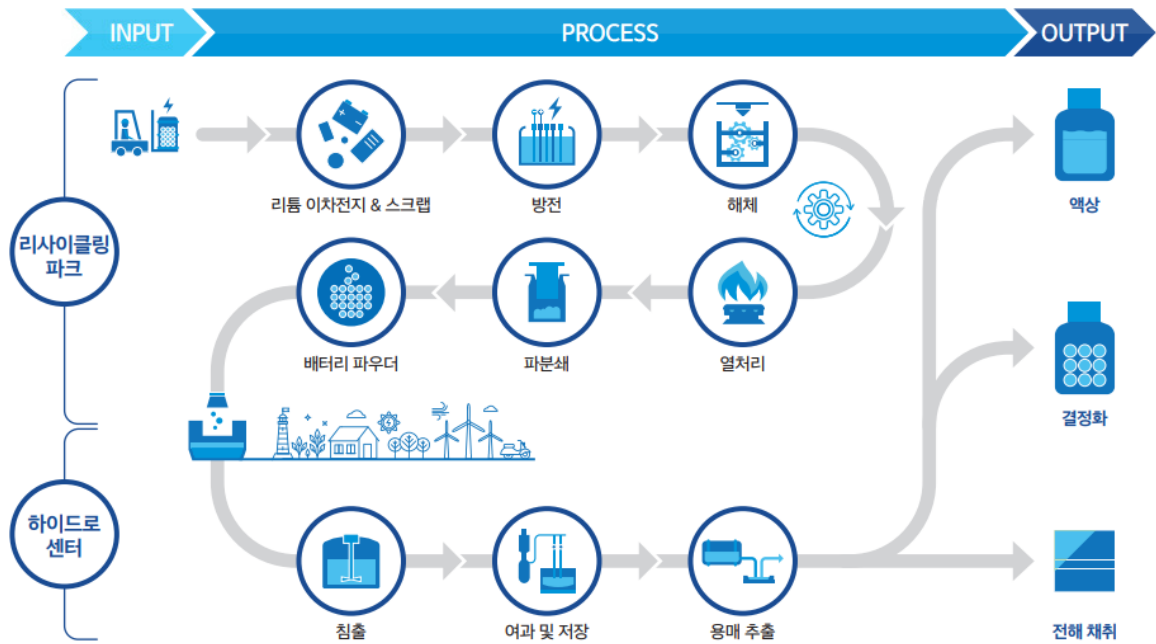 INPUT
PROCESS
OUTPUT
리사이클링
파크
리튬 이차전지 & 스크랩
방전
해체
액상
배터리 파우더
파분쇄
열처리
결정화
하이드로
센터
침출
여과 및 저장
용매 추출
전해 채취